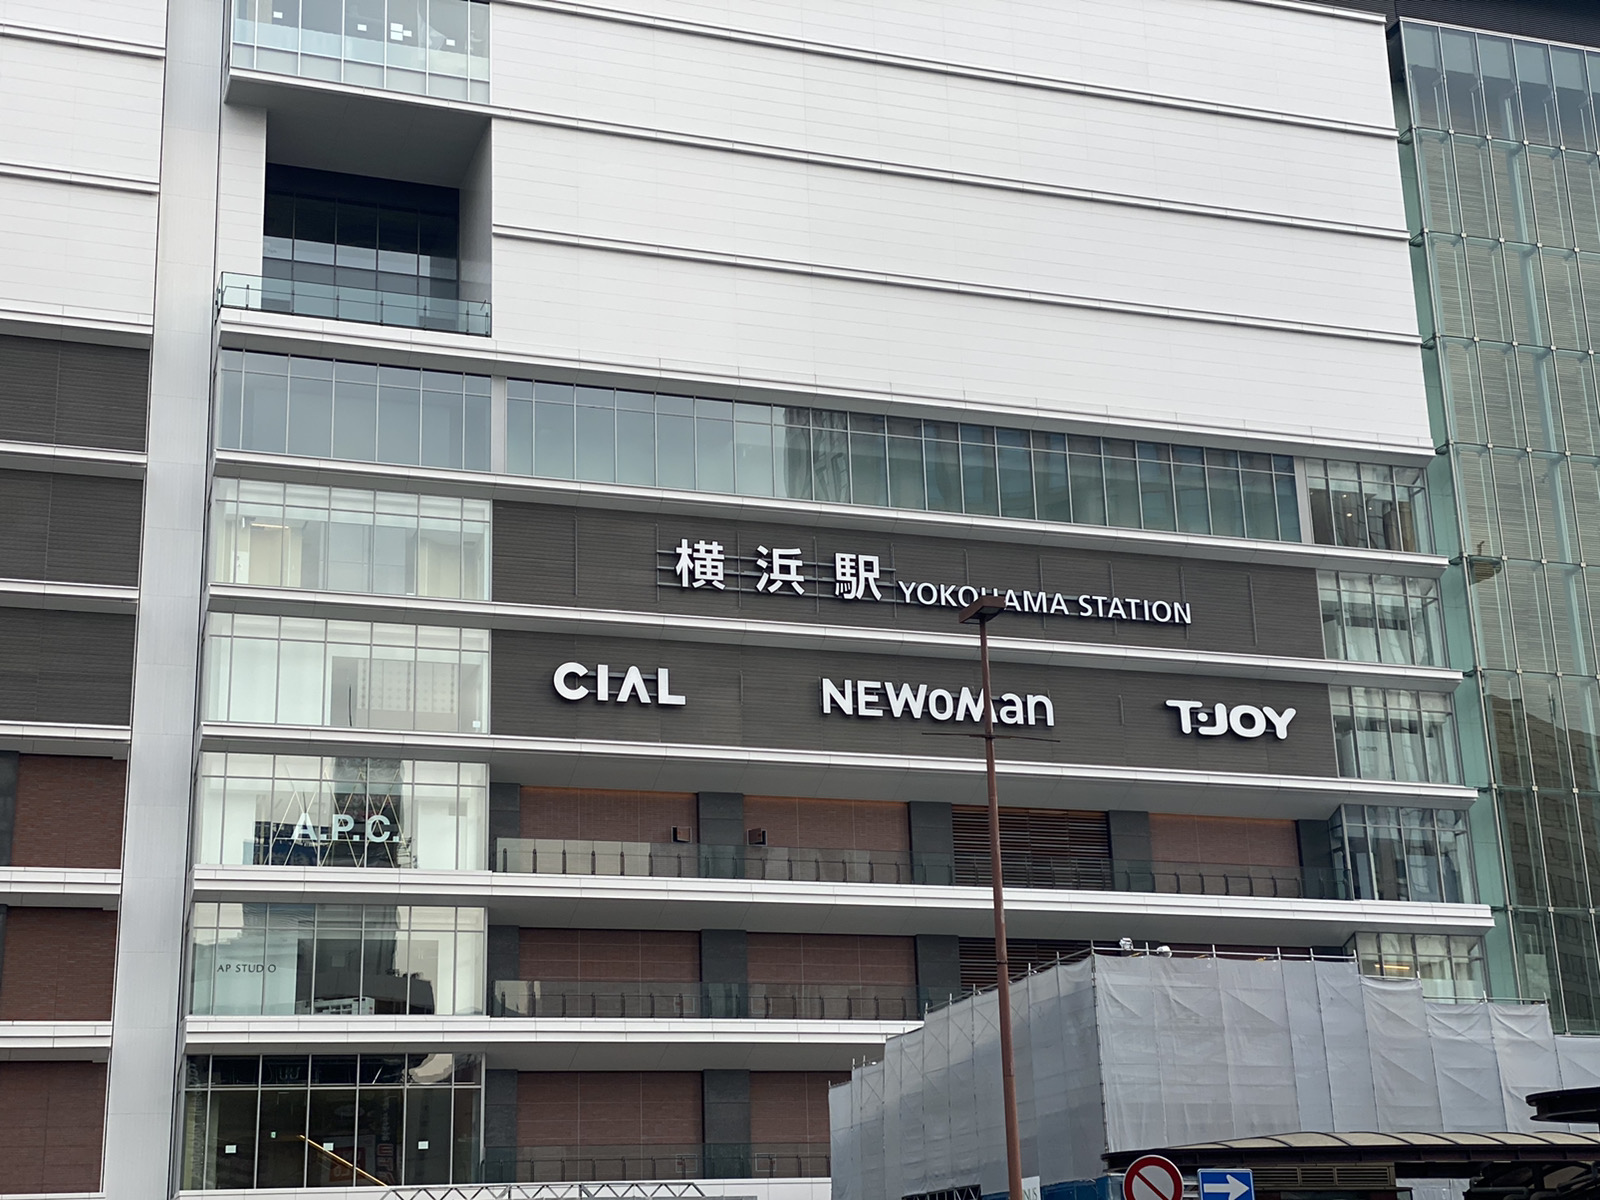 横浜駅 YOKOHAMA STATION
CIAL NEWoMan T・JOY
A.P.C.
AP STUDIO